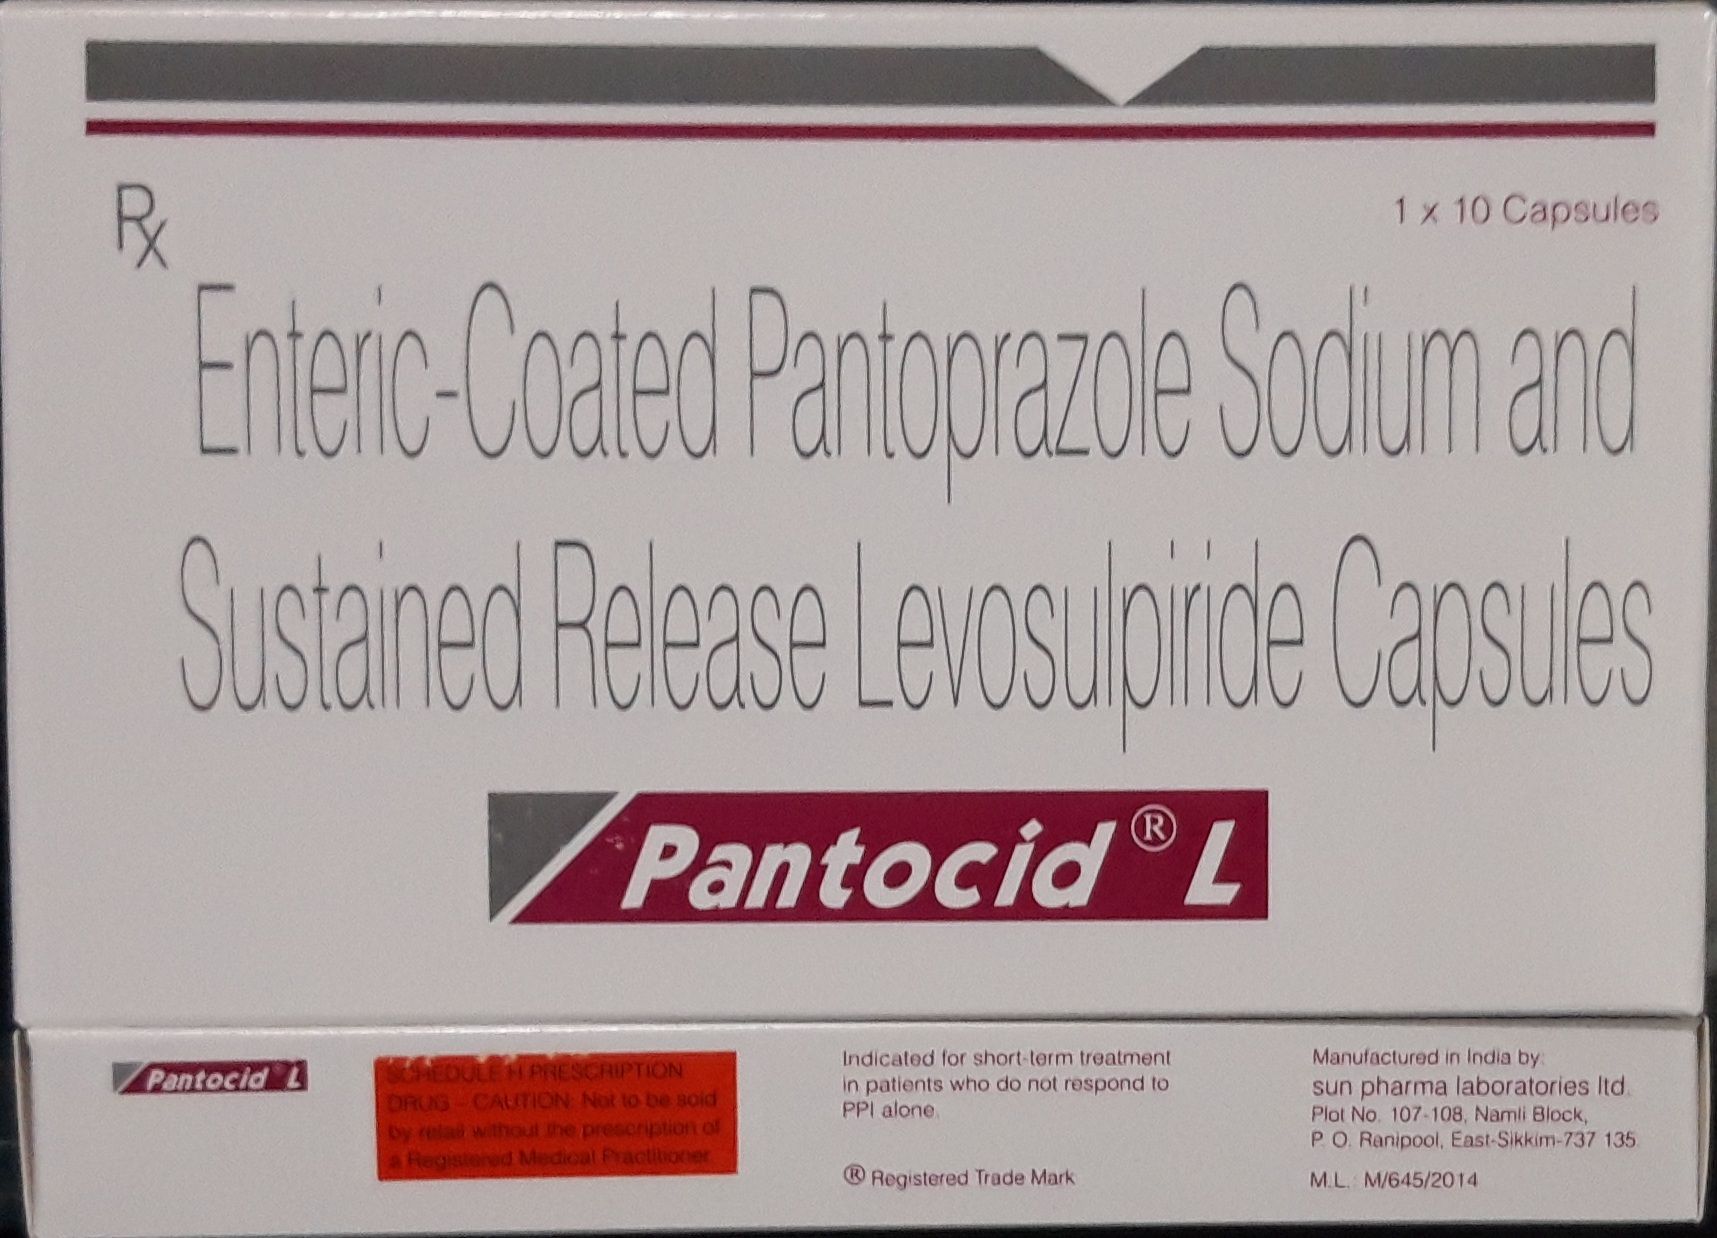 Rx
1 x 10 Capsules
Enteric-Coated Pantoprazole Sodium and
Sustained Release Levosulpiride Capsules
Pantocid® L
Pantocid® L
SCHEDULE H PRESCRIPTION
DRUG - CAUTION: Not to be sold
by retail without the prescription of
a Registered Medical Practitioner.
Indicated for short-term treatment
in patients who do not respond to
PPI alone.
® Registered Trade Mark
Manufactured in India by:
sun pharma laboratories ltd.
Plot No. 107-108, Namli Block,
P. O. Ranipool, East-Sikkim-737 135.
M.L.: M/645/2014